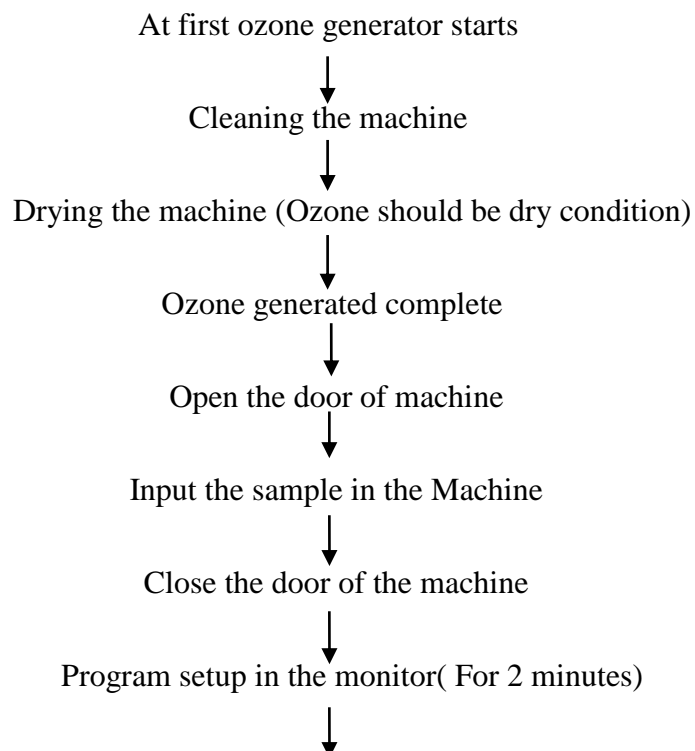 At first ozone generator starts
Cleaning the machine
Drying the machine (Ozone should be dry condition)
Ozone generated complete
Open the door of machine
Input the sample in the Machine
Close the door of the machine
Program setup in the monitor( For 2 minutes)